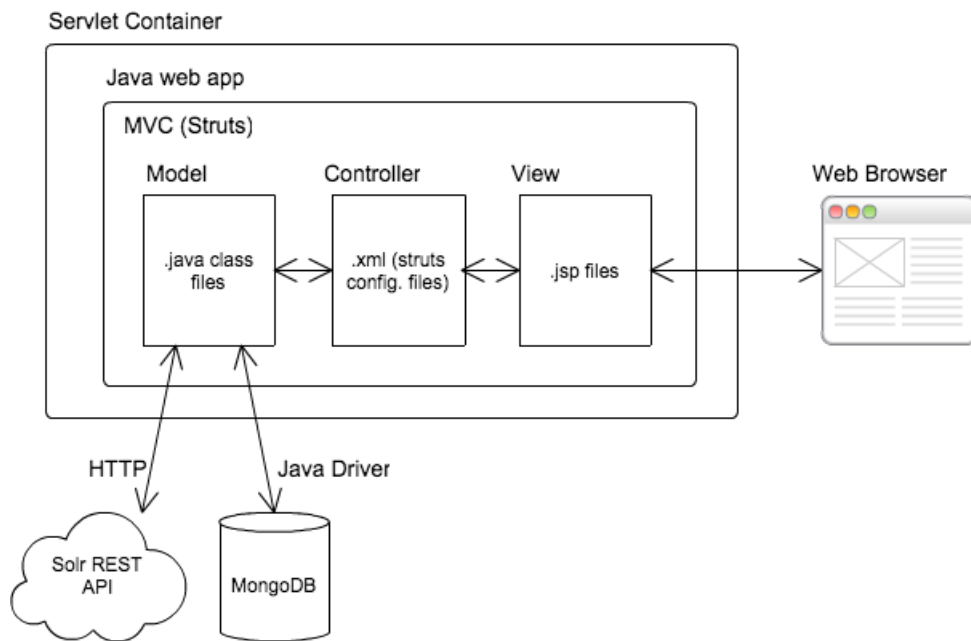 Servlet Container
Java web app
MVC (Struts)
Model
Controller
View
Web Browser
.java class
files
.xml (struts
config. files)
.jsp files
HTTP
Java Driver
Solr REST
API
MongoDB